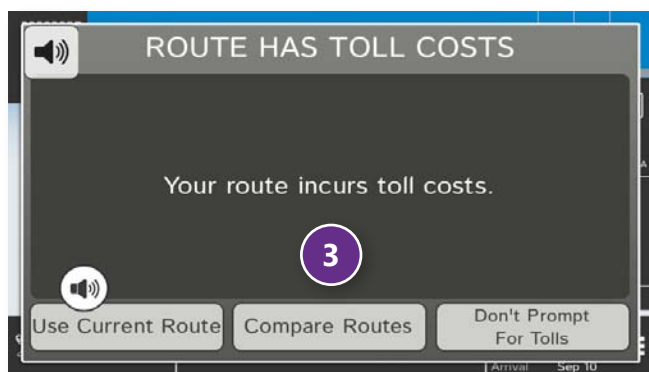 ROUTE HAS TOLL COSTS
Your route incurs toll costs.
3
Use Current Route
Compare Routes
Don't Prompt
For Tolls
Arrival Sep 10